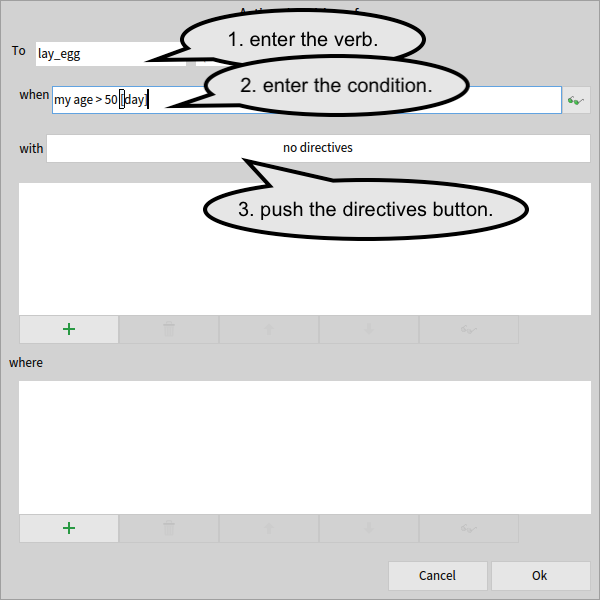 1. enter the verb.
To lay_egg
2. enter the condition.
when my age > 50 [day]
with no directives
3. push the directives button.
where
Cancel Ok